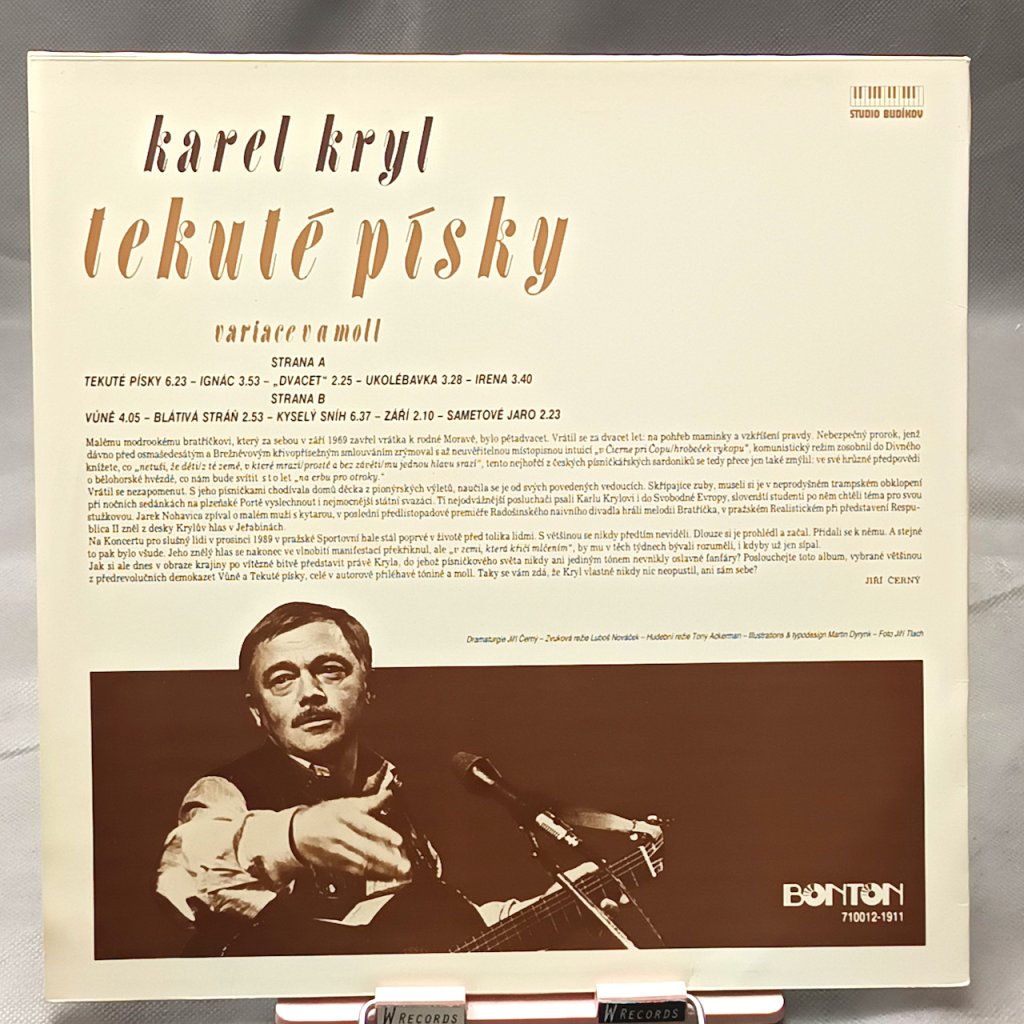 STUDIO BUDÍKOV
karel kryl
tekuté písky
variace v a moll
STRANA A
TEKUTÉ PÍSKY 6.23 – IGNÁC 3.53 – „DVACET" 2.25 – UKOLÉBAVKA 3.28 – IRENA 3.40
STRANA B
VŮNĚ 4.05 – BLÁTIVÁ STRÁŇ 2.53 – KYSELÝ SNÍH 6.37 – ZÁŘÍ 2.10 – SAMETOVÉ JARO 2.23
Malému modrookému bratříčkovi, který za sebou v září 1969 zavřel vrátka k rodné Moravě, bylo pětadvacet. Vrátil se za dvacet let: na pohřeb maminky a vzkříšení pravdy. Nebezpečný prorok, jenž
dávno před osmašedesátým a Brežněvovým křivopřísežným smlouváním zrýmoval s až neuvěřitelnou místopisnou intuicí „v Čierne pri Čopu/hrobeček vykopu", komunistický režim zosobnil do Divného
knížete, co „netuší, že děti/z té země, v které mrazí/prostě a bez závěti/mu jednou hlavu srazí", tento nejhořčí z českých písničkářských sardoniků se tedy přece jen také zmýlil: ve své hrůzné předpovědi
o bělohorské hvězdě, co nám bude svítit s t o let „na erbu pro otroky."
Vrátil se nezapomenut. S jeho písničkami chodívala domů děcka z pionýrských výletů, naučila se je od svých povedených vedoucích. Skřípajíce zuby, museli si je v neprodyšném trampském obklopení
při nočních sedánkách na plzeňské Portě vyslechnout i nejmocnější státní svazáci. Ti nejodvážnější posluchači psali Karlu Krylovi i do Svobodné Evropy, slovenští studenti po něm chtěli téma pro svou
stužkovou. Jarek Nohavica zpíval o malém muži s kytarou, v poslední předlistopadové premiéře Radošinského naivního divadla hráli melodii Bratříčka, v pražském Realistickém při představení Respu-
blica II zněl z desky Krylův hlas v Jeřabinách.
Na Koncertu pro slušný lidi v prosinci 1989 v pražské Sportovní hale stál poprvé v životě před tolika lidmi. S většinou se nikdy předtím neviděli. Dlouze si je prohlédl a začal. Přidali se k němu. A stejné
to pak bylo všude. Jeho znělý hlas se nakonec ve vlnobití manifestací překřiknul, ale „v zemi, která křičí mlčením", by mu v těch týdnech bývali rozuměli, i kdyby už jen sípal.
Jak si ale dnes v obraze krajiny po vítězné bitvě představit právě Kryla, do jehož písničkového světa nikdy ani jediným tónem nevnikly oslavné fanfáry? Poslouchejte toto album, vybrané většinou
z předrevolučních demokazet Vůně a Tekuté písky, celé v autorově přiléhavé tónině a moll. Taky se vám zdá, že Kryl vlastně nikdy nic neopustil, ani sám sebe?
JIŘÍ ČERNÝ
Dramaturgie Jiří Černý – Zvuková režie Luboš Nováček – Hudební režie Tony Ackerman – Illustrations & typodesign Martin Dyrynk – Foto Jiří Tlach
BONTON
710012-1911
W RECORDS
W RECORDS